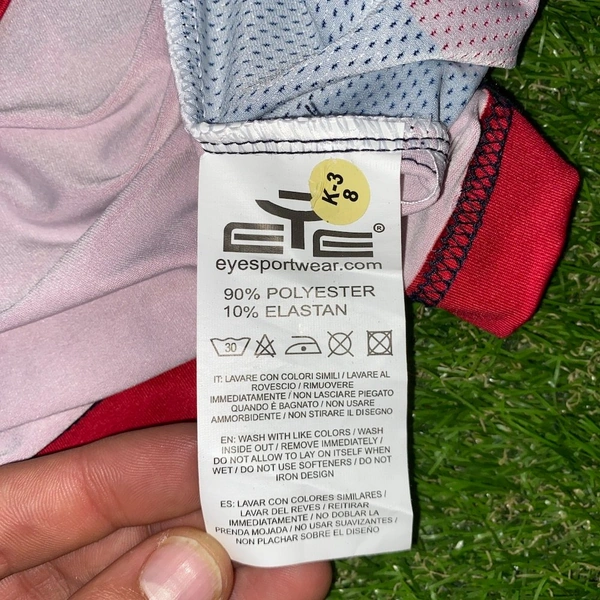 K-3
8
EYE®
eyesportwear.com
90% POLYESTER
10% ELASTAN
30
IT: LAVARE CON COLORI SIMILI / LAVARE AL
ROVESCIO / RIMUOVERE
IMMEDIATAMENTE / NON LASCIARE PIEGATO
QUANDO É BAGNATO / NON USARE
AMMORBIDENTE / NON STIRARE IL DISEGNO
EN: WASH WITH LIKE COLORS / WASH
INSIDE OUT / REMOVE IMMEDIATELY /
DO NOT ALLOW TO LAY ON ITSELF WHEN
WET / DO NOT USE SOFTENERS / DO NOT
IRON DESIGN
ES: LAVAR CON COLORES SIMILARES /
LAVAR DEL REVES / REITIRAR
IMMEDIATAMENTE / NO DOBLAR LA
PRENDA MOJADA / NO USAR SUAVIZANTES /
NON PLACHAR SOBRE EL DISEÑO